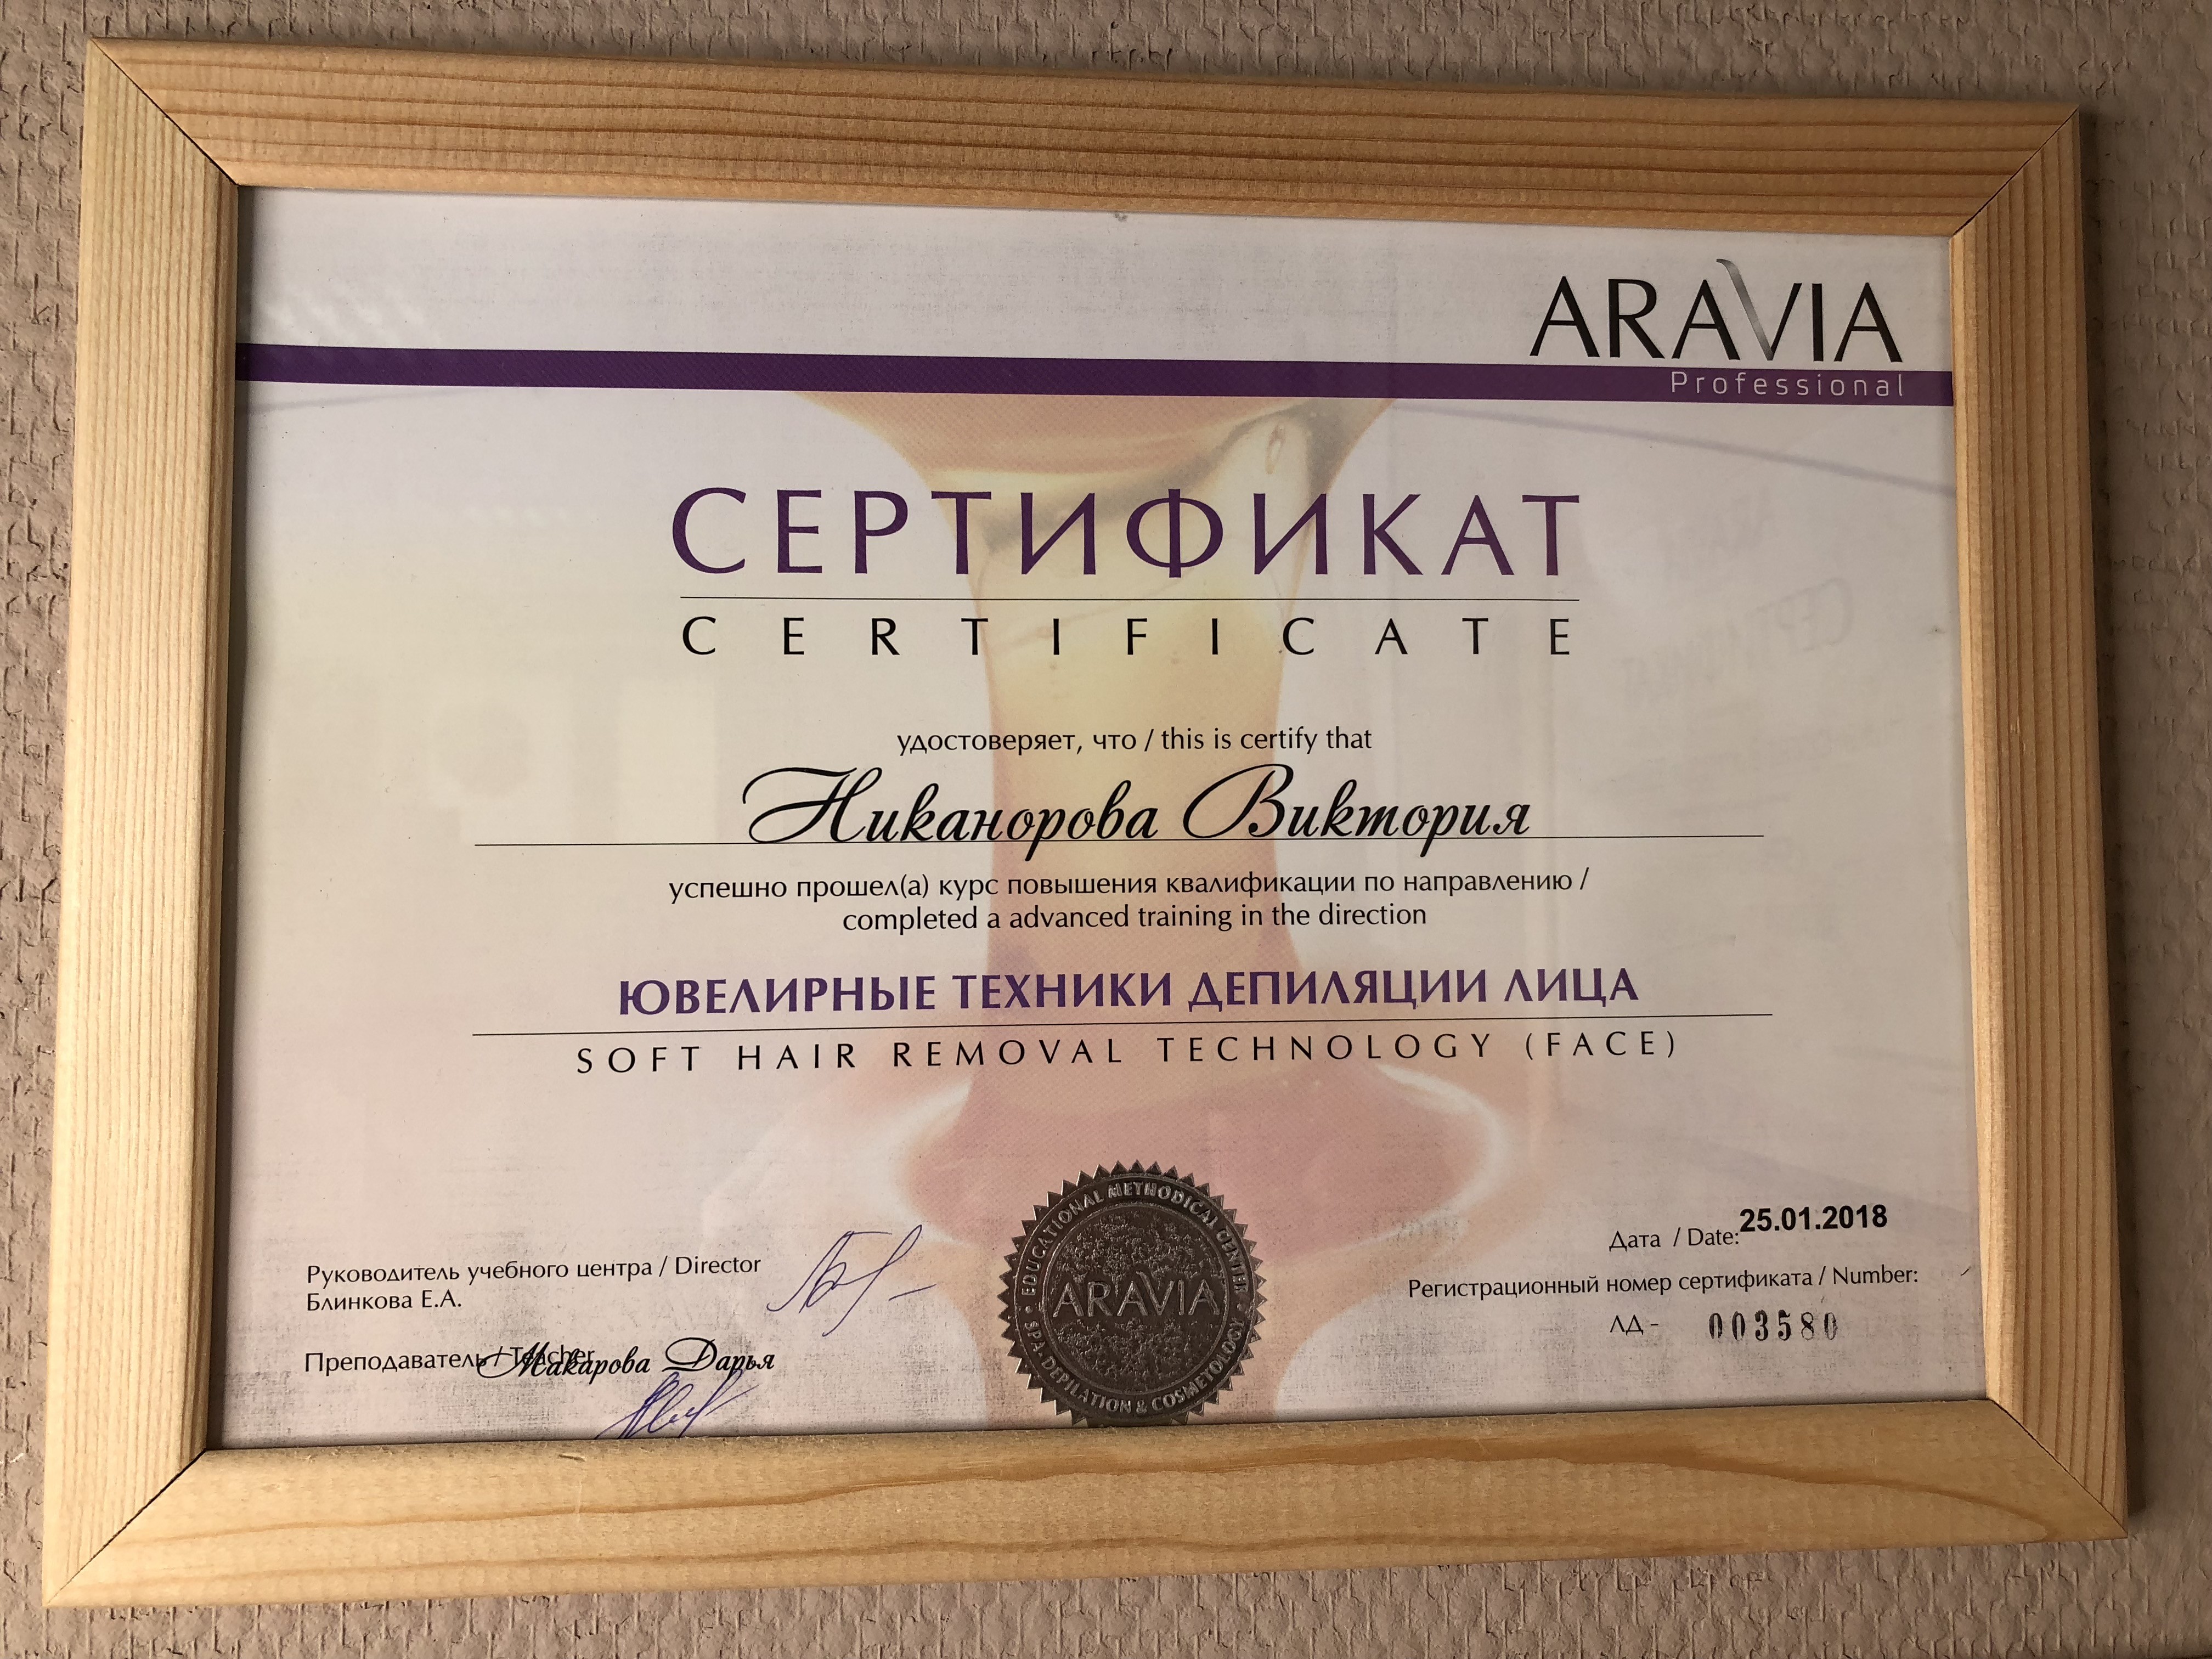 ARAVIA
Professional
СЕРТИФИКАТ
CERTIFICATE
удостоверяет, что / this is certify that
Никанорова Виктория
успешно прошел(а) курс повышения квалификации по направлению /
completed a advanced training in the direction
ЮВЕЛИРНЫЕ ТЕХНИКИ ДЕПИЛЯЦИИ ЛИЦА
SOFT HAIR REMOVAL TECHNOLOGY (FACE)
Руководитель учебного центра / Director
Блинкова Е.А.
Преподаватель / Teacher
Макарова Дарья
EDUCATIONAL METHODICAL CENTER
ARAVIA
SPA, DEPILATION & COSMETOLOGY
Дата / Date: 25.01.2018
Регистрационный номер сертификата / Number:
ЛД - 003580